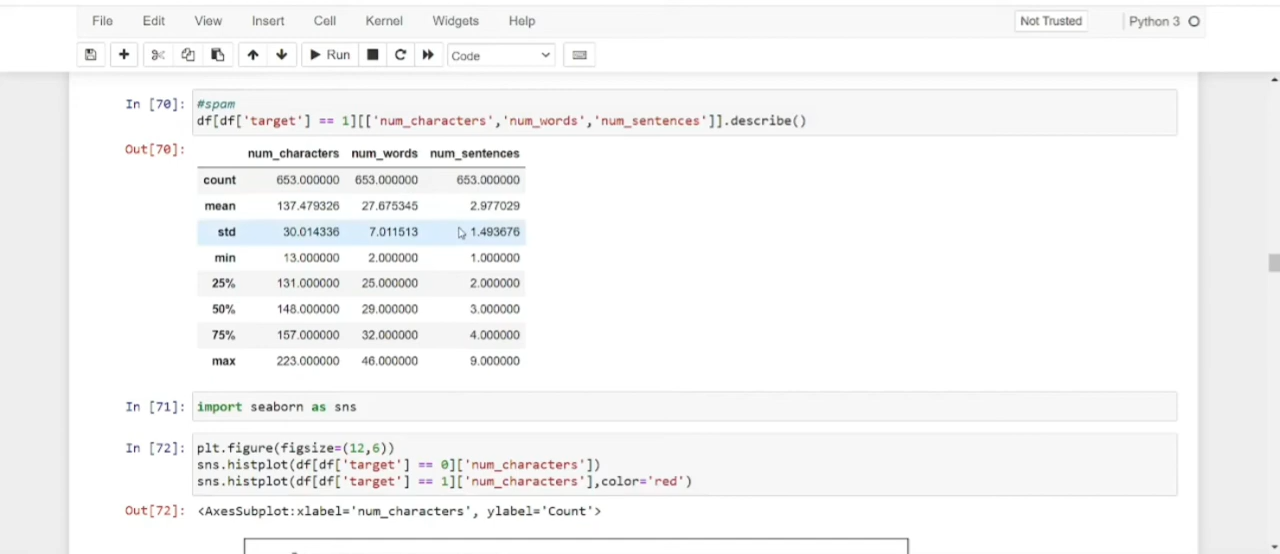 File Edit View Insert Cell Kernel Widgets Help Not Trusted Python 3
Run Code
In [70]: #spam
df[df['target'] == 1][['num_characters','num_words','num_sentences']].describe()
Out[70]:
num_characters num_words num_sentences
count 653.000000 653.000000 653.000000
mean 137.479326 27.675345 2.977029
std 30.014336 7.011513 1.493676
min 13.000000 2.000000 1.000000
25% 131.000000 25.000000 2.000000
50% 148.000000 29.000000 3.000000
75% 157.000000 32.000000 4.000000
max 223.000000 46.000000 9.000000
In [71]: import seaborn as sns
In [72]: plt.figure(figsize=(12,6))
sns.histplot(df[df['target'] == 0]['num_characters'])
sns.histplot(df[df['target'] == 1]['num_characters'],color='red')
Out[72]: <AxesSubplot:xlabel='num_characters', ylabel='Count'>